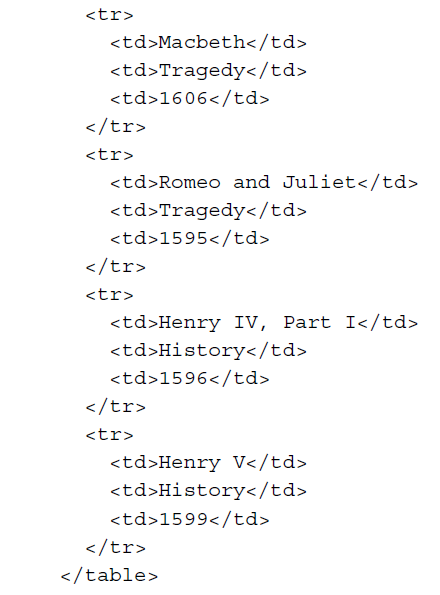 <tr>
<td>Macbeth</td>
<td>Tragedy</td>
<td>1606</td>
</tr>
<tr>
<td>Romeo and Juliet</td>
<td>Tragedy</td>
<td>1595</td>
</tr>
<tr>
<td>Henry IV, Part I</td>
<td>History</td>
<td>1596</td>
</tr>
<tr>
<td>Henry V</td>
<td>History</td>
<td>1599</td>
</tr>
</table>